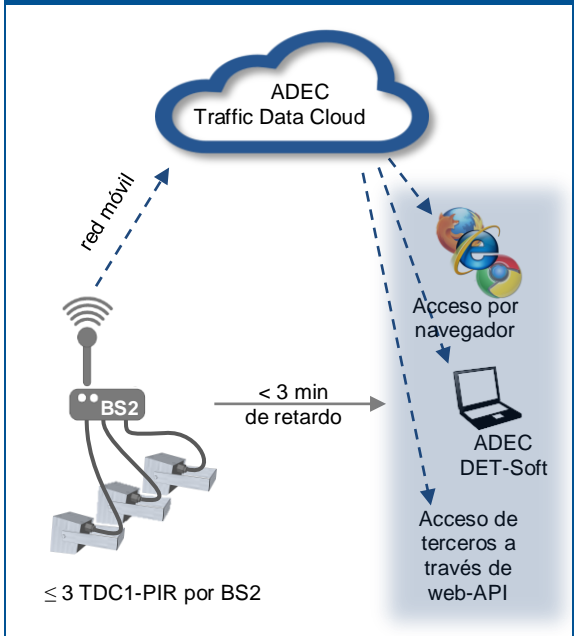 ADEC
Traffic Data Cloud
red móvil
Acceso por
navegador
BS2
< 3 min
de retardo
ADEC
DET-Soft
Acceso de
terceros a
través de
web-API
≤ 3 TDC1-PIR por BS2